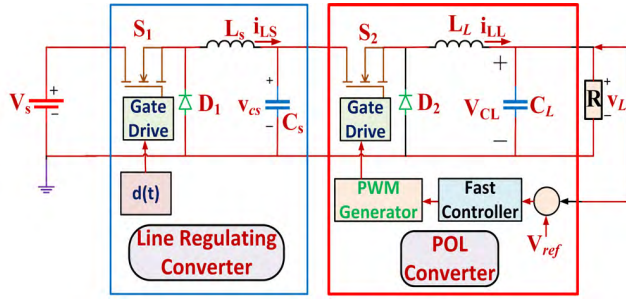 S1
Ls
iLS
S2
LL
iLL
+
Vs
−
Gate
Drive
D1
+
vcs
−
Cs
Gate
Drive
D2
+
VCL
−
CL
R
+
vL
−
d(t)
PWM
Generator
Fast
Controller
Vref
Line Regulating
Converter
POL
Converter